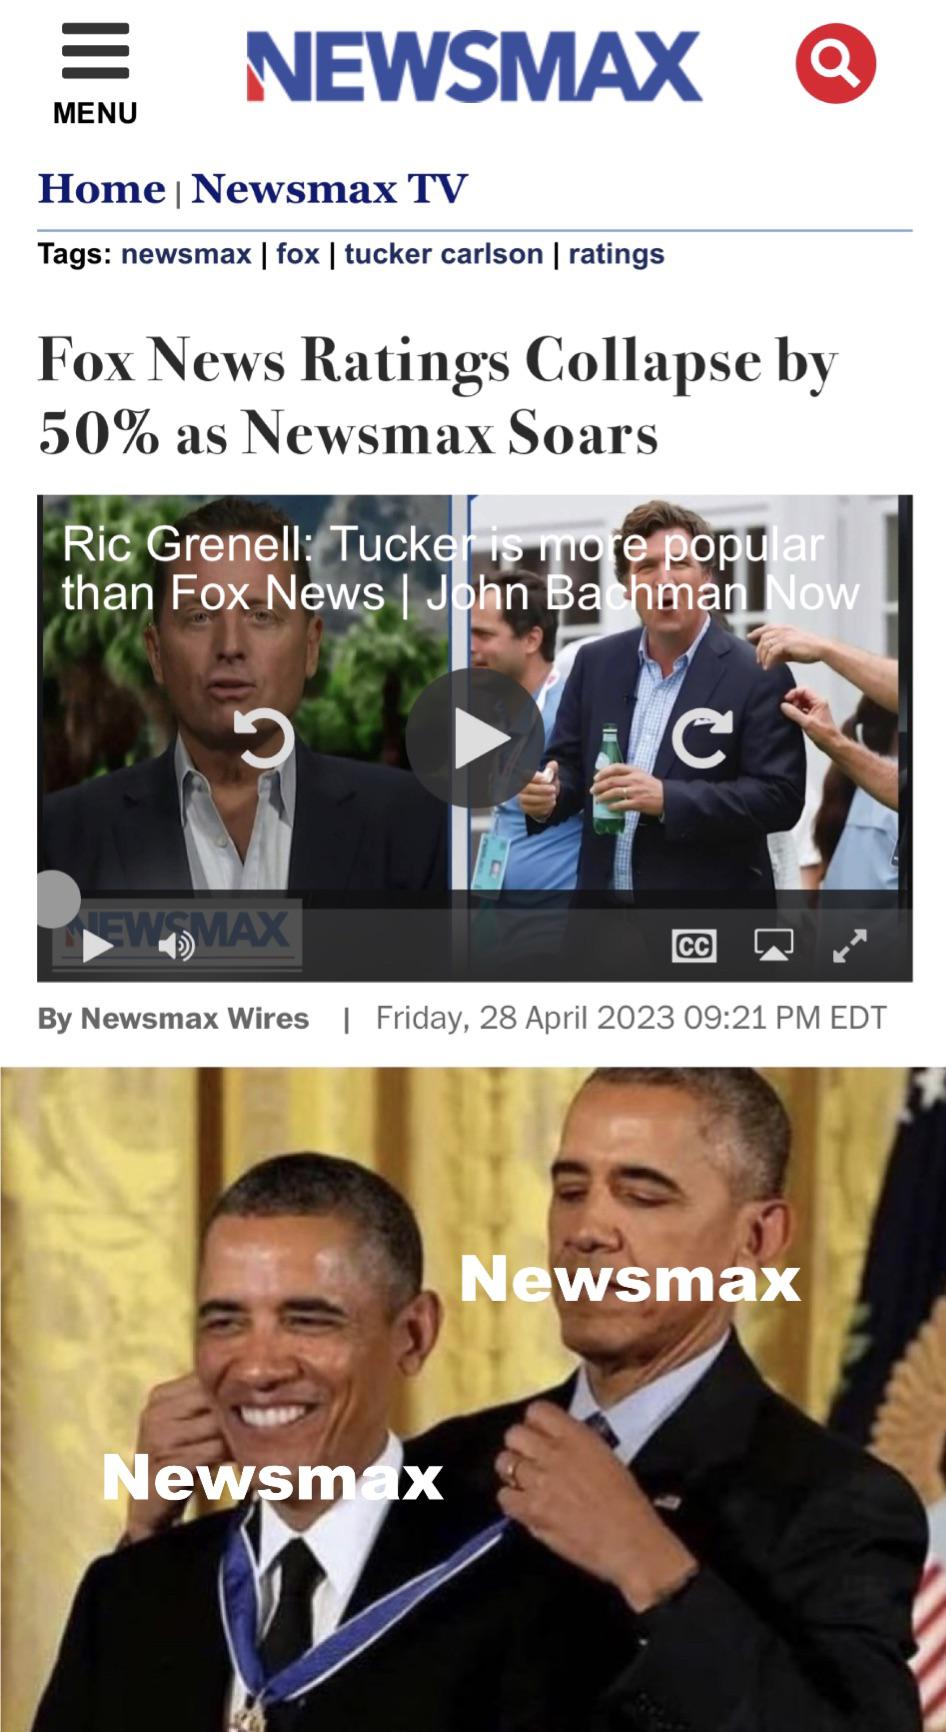 NEWSMAX
MENU
Home | Newsmax TV
Tags: newsmax | fox | tucker carlson | ratings
Fox News Ratings Collapse by
50% as Newsmax Soars
Ric Grenell: Tucker is more popular
than Fox News | John Bachman Now
NEWSMAX
CC
By Newsmax Wires | Friday, 28 April 2023 09:21 PM EDT
Newsmax
Newsmax